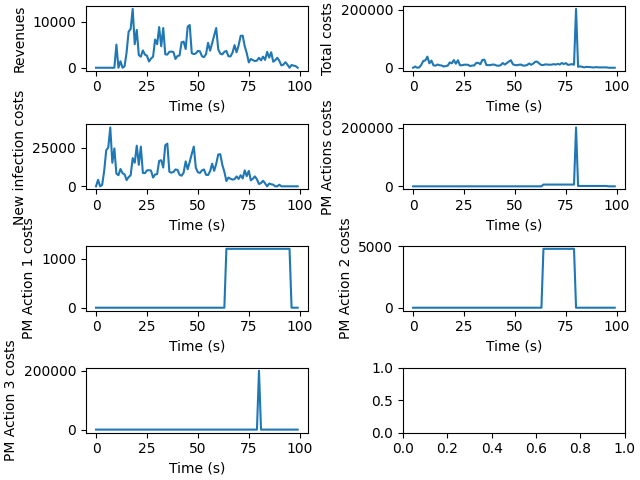 Revenues
10000
0
0 25 50 75 100
Time (s)
Total costs
200000
0
0 25 50 75 100
Time (s)
New infection costs
25000
0
0 25 50 75 100
Time (s)
PM Actions costs
200000
0
0 25 50 75 100
Time (s)
PM Action 1 costs
1000
0
0 25 50 75 100
Time (s)
PM Action 2 costs
5000
0
0 25 50 75 100
Time (s)
PM Action 3 costs
200000
0
0 25 50 75 100
Time (s)
1.0
0.5
0.0
0.0 0.2 0.4 0.6 0.8 1.0